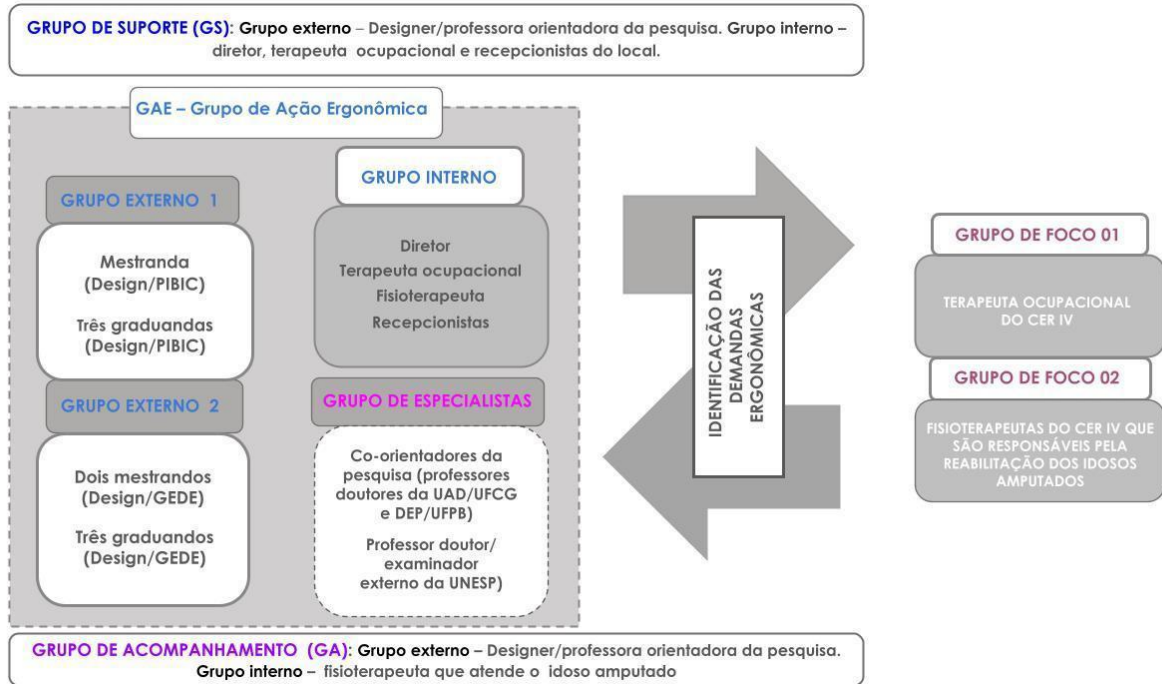 GRUPO DE SUPORTE (GS): Grupo externo – Designer/professora orientadora da pesquisa. Grupo interno –
diretor, terapeuta ocupacional e recepcionistas do local.
GAE – Grupo de Ação Ergonômica
GRUPO EXTERNO 1
Mestranda
(Design/PIBIC)
Três graduandas
(Design/PIBIC)
GRUPO EXTERNO 2
Dois mestrandos
(Design/GEDE)
Três graduandos
(Design/GEDE)
GRUPO INTERNO
Diretor
Terapeuta ocupacional
Fisioterapeuta
Recepcionistas
GRUPO DE ESPECIALISTAS
Co-orientadores da
pesquisa (professores
doutores da UAD/UFCG
e DEP/UFPB)
Professor doutor/
examinador
externo da UNESP)
IDENTIFICAÇÃO DAS
DEMANDAS
ERGONÔMICAS
GRUPO DE FOCO 01
TERAPEUTA OCUPACIONAL
DO CER IV
GRUPO DE FOCO 02
FISIOTERAPEUTAS DO CER IV QUE
SÃO RESPONSÁVEIS PELA
REABILITAÇÃO DOS IDOSOS
AMPUTADOS
GRUPO DE ACOMPANHAMENTO (GA): Grupo externo – Designer/professora orientadora da pesquisa.
Grupo interno – fisioterapeuta que atende o idoso amputado